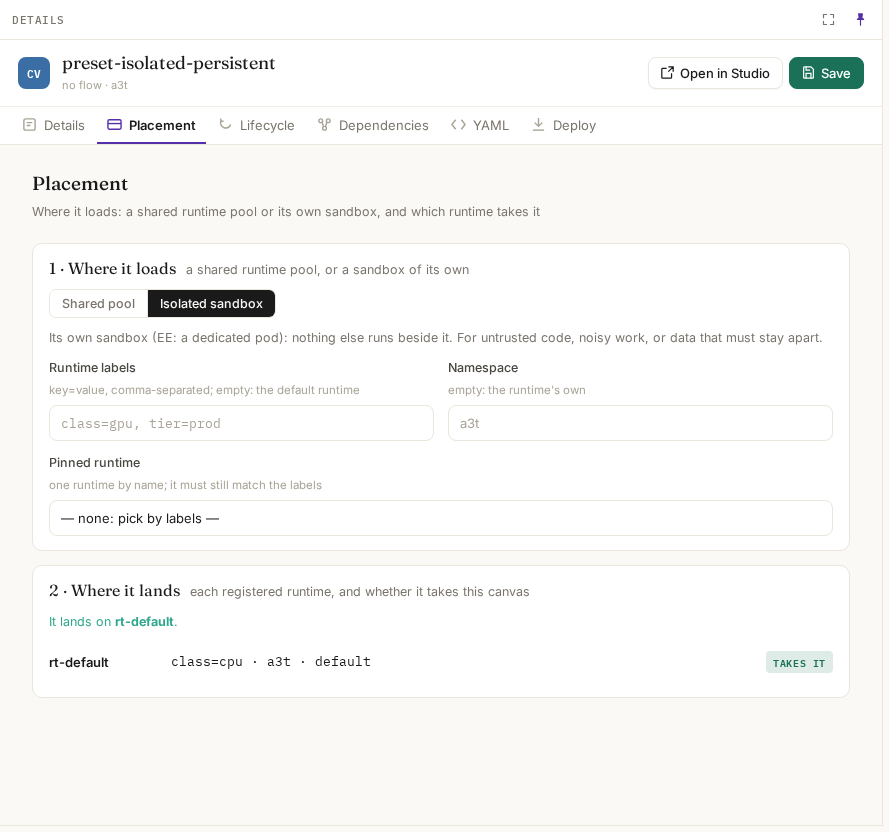 DETAILS
CV
preset-isolated-persistent
no flow · a3t
Open in Studio
Save
Details
Placement
Lifecycle
Dependencies
YAML
Deploy
Placement
Where it loads: a shared runtime pool or its own sandbox, and which runtime takes it
1 · Where it loads a shared runtime pool, or a sandbox of its own
Shared pool
Isolated sandbox
Its own sandbox (EE: a dedicated pod): nothing else runs beside it. For untrusted code, noisy work, or data that must stay apart.
Runtime labels
key=value, comma-separated; empty: the default runtime
class=gpu, tier=prod
Namespace
empty: the runtime's own
a3t
Pinned runtime
one runtime by name; it must still match the labels
— none: pick by labels —
2 · Where it lands each registered runtime, and whether it takes this canvas
It lands on rt-default.
rt-default class=cpu · a3t · default TAKES IT